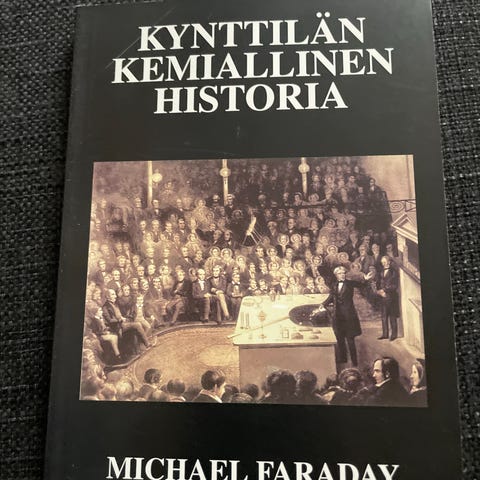 KYNTTILÄN
KEMIALLINEN
HISTORIA
MICHAEL FARADAY